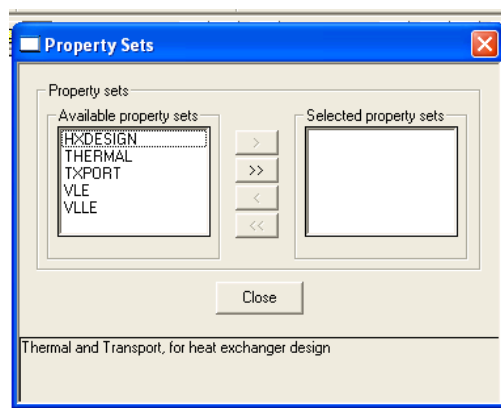 Property Sets
Property sets
Available property sets
Selected property sets
HXDESIGN
THERMAL
TXPORT
VLE
VLLE
>
>>
<
<<
Close
Thermal and Transport, for heat exchanger design